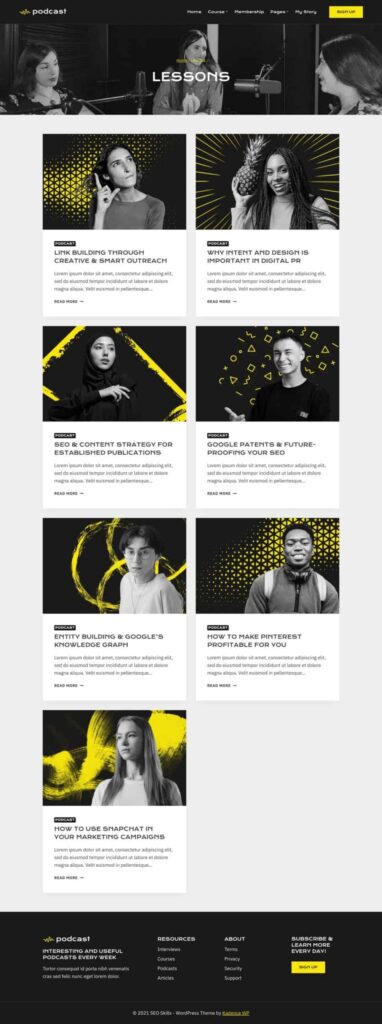 podcast
Home Course Membership Pages My Story SIGN UP
LESSONS
PODCAST
LINK BUILDING THROUGH
CREATIVE & SMART OUTREACH
Lorem ipsum dolor sit amet, consectetur adipiscing elit,
sed do eiusmod tempor incididunt ut labore et dolore
magna aliqua. Velit euismod in pellentesque...
READ MORE →
PODCAST
WHY INTENT AND DESIGN IS
IMPORTANT IN DIGITAL PR
Lorem ipsum dolor sit amet, consectetur adipiscing elit,
sed do eiusmod tempor incididunt ut labore et dolore
magna aliqua. Velit euismod in pellentesque...
READ MORE →
PODCAST
SEO & CONTENT STRATEGY FOR
ESTABLISHED PUBLICATIONS
Lorem ipsum dolor sit amet, consectetur adipiscing elit,
sed do eiusmod tempor incididunt ut labore et dolore
magna aliqua. Velit euismod in pellentesque...
READ MORE →
PODCAST
GOOGLE PATENTS & FUTURE-
PROOFING YOUR SEO
Lorem ipsum dolor sit amet, consectetur adipiscing elit,
sed do eiusmod tempor incididunt ut labore et dolore
magna aliqua. Velit euismod in pellentesque...
READ MORE →
PODCAST
ENTITY BUILDING & GOOGLE'S
KNOWLEDGE GRAPH
Lorem ipsum dolor sit amet, consectetur adipiscing elit,
sed do eiusmod tempor incididunt ut labore et dolore
magna aliqua. Velit euismod in pellentesque...
READ MORE →
PODCAST
HOW TO MAKE PINTEREST
PROFITABLE FOR YOU
Lorem ipsum dolor sit amet, consectetur adipiscing elit,
sed do eiusmod tempor incididunt ut labore et dolore
magna aliqua. Velit euismod in pellentesque...
READ MORE →
PODCAST
HOW TO USE SNAPCHAT IN
YOUR MARKETING CAMPAIGNS
Lorem ipsum dolor sit amet, consectetur adipiscing elit,
sed do eiusmod tempor incididunt ut labore et dolore
magna aliqua. Velit euismod in pellentesque...
READ MORE →
podcast
INTERESTING AND USEFUL
PODCASTS EVERY WEEK
Tortor consequat id porta nibh venenatis
cras sed felis nunc eget lorem dolor.
RESOURCES
Interviews
Courses
Podcasts
Articles
ABOUT
Terms
Privacy
Security
Support
SUBSCRIBE &
LEARN MORE
EVERY DAY!
SIGN UP
© 2021 SEO Skills - WordPress Theme by Kadence WP